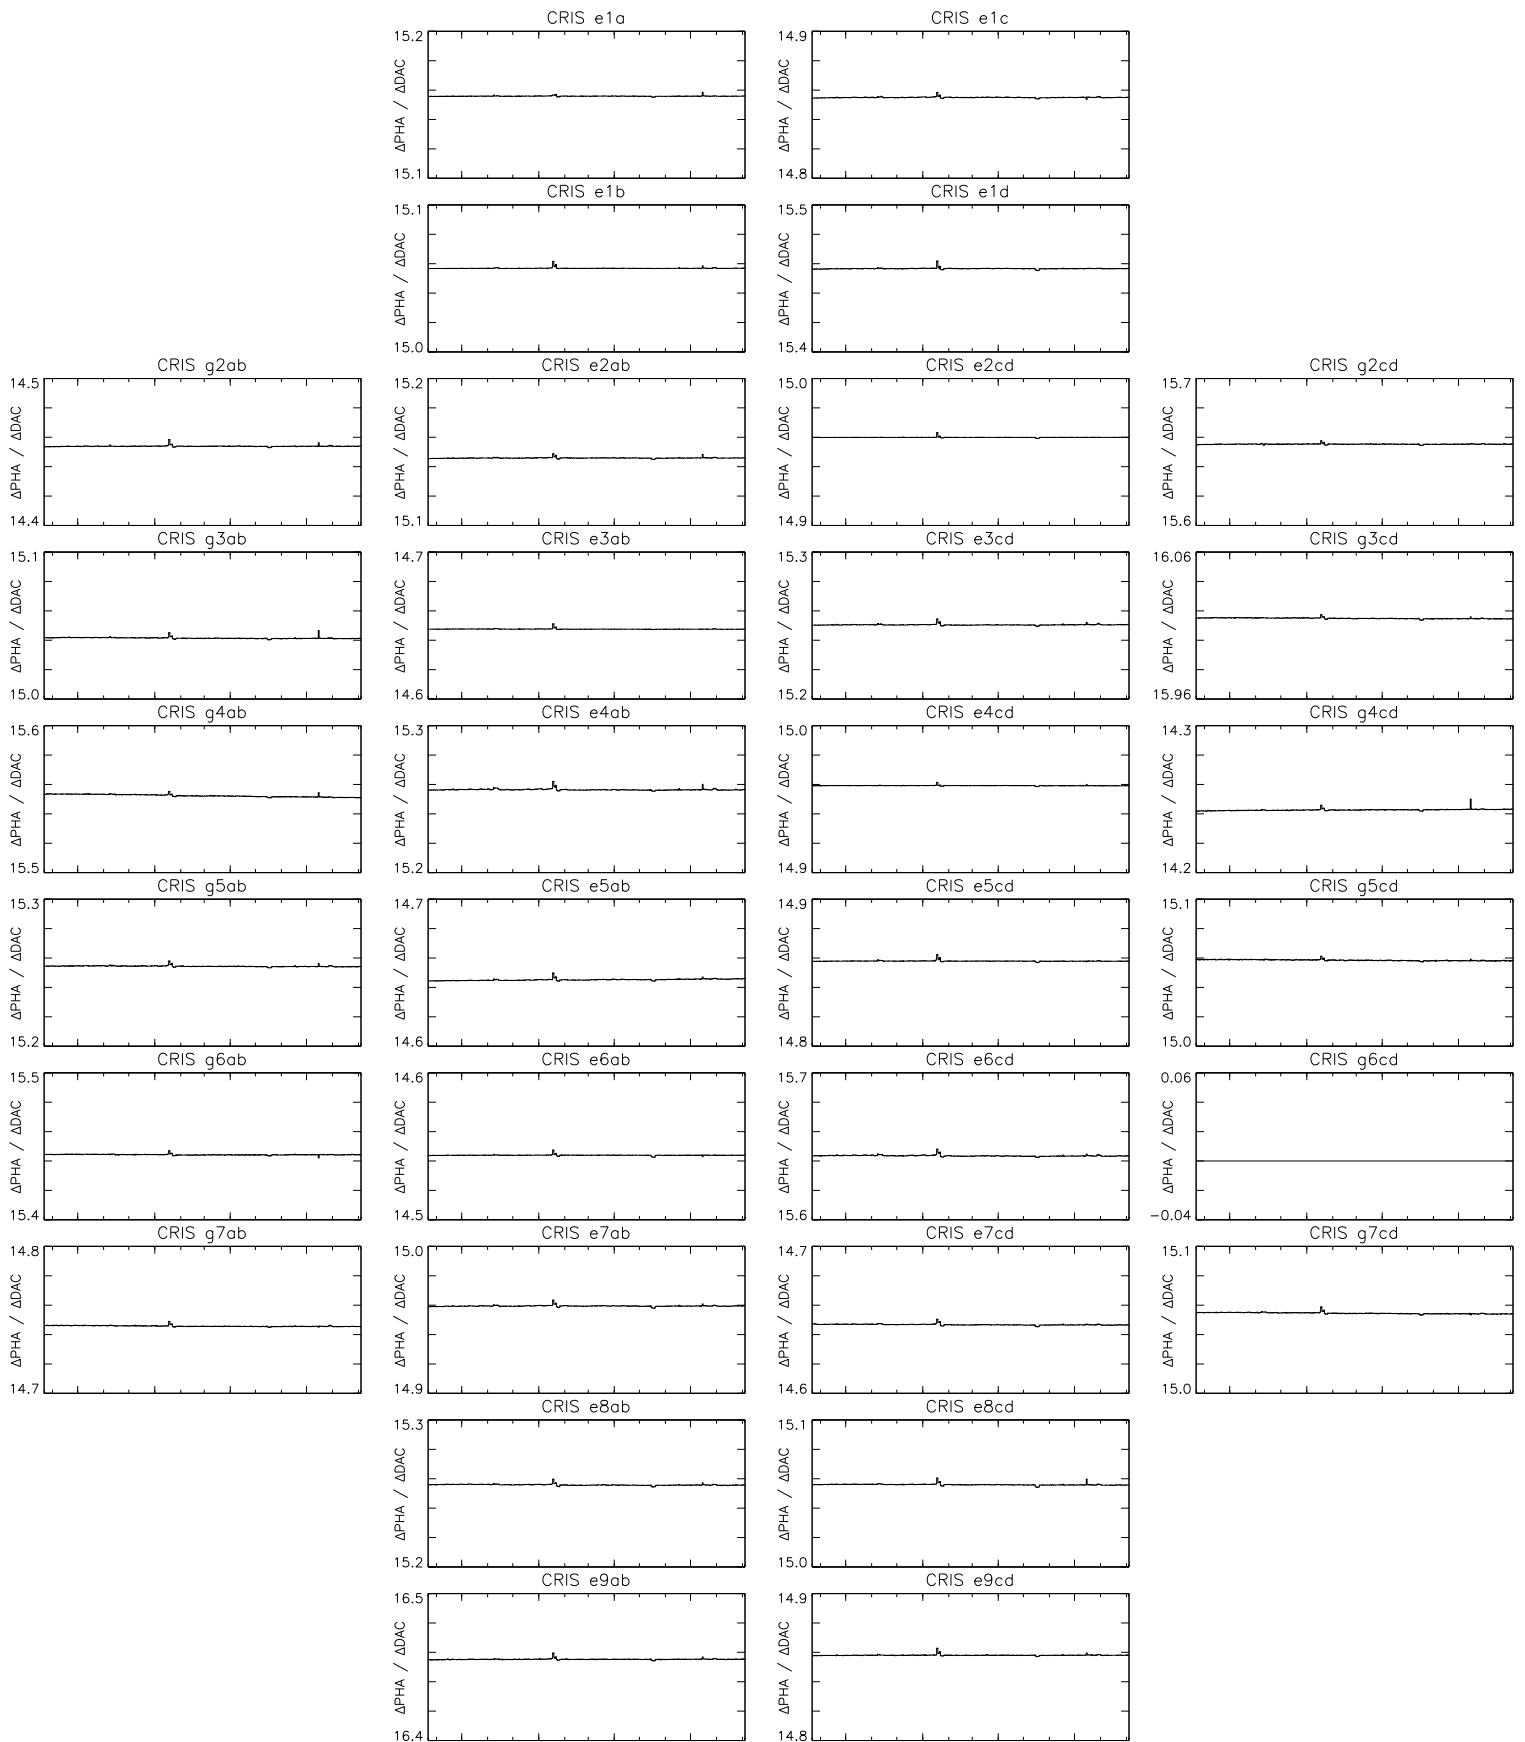 CRIS e1a
15.2
ΔPHA / ΔDAC
15.1
CRIS e1c
14.9
ΔPHA / ΔDAC
14.8
CRIS e1b
15.1
ΔPHA / ΔDAC
15.0
CRIS e1d
15.5
ΔPHA / ΔDAC
15.4
CRIS g2ab
14.5
ΔPHA / ΔDAC
14.4
CRIS e2ab
15.2
ΔPHA / ΔDAC
15.1
CRIS e2cd
15.0
ΔPHA / ΔDAC
14.9
CRIS g2cd
15.7
ΔPHA / ΔDAC
15.6
CRIS g3ab
15.1
ΔPHA / ΔDAC
15.0
CRIS e3ab
14.7
ΔPHA / ΔDAC
14.6
CRIS e3cd
15.3
ΔPHA / ΔDAC
15.2
CRIS g3cd
16.06
ΔPHA / ΔDAC
15.96
CRIS g4ab
15.6
ΔPHA / ΔDAC
15.5
CRIS e4ab
15.3
ΔPHA / ΔDAC
15.2
CRIS e4cd
15.0
ΔPHA / ΔDAC
14.9
CRIS g4cd
14.3
ΔPHA / ΔDAC
14.2
CRIS g5ab
15.3
ΔPHA / ΔDAC
15.2
CRIS e5ab
14.7
ΔPHA / ΔDAC
14.6
CRIS e5cd
14.9
ΔPHA / ΔDAC
14.8
CRIS g5cd
15.1
ΔPHA / ΔDAC
15.0
CRIS g6ab
15.5
ΔPHA / ΔDAC
15.4
CRIS e6ab
14.6
ΔPHA / ΔDAC
14.5
CRIS e6cd
15.7
ΔPHA / ΔDAC
15.6
CRIS g6cd
0.06
ΔPHA / ΔDAC
−0.04
CRIS g7ab
14.8
ΔPHA / ΔDAC
14.7
CRIS e7ab
15.0
ΔPHA / ΔDAC
14.9
CRIS e7cd
14.7
ΔPHA / ΔDAC
14.6
CRIS g7cd
15.1
ΔPHA / ΔDAC
15.0
CRIS e8ab
15.3
ΔPHA / ΔDAC
15.2
CRIS e8cd
15.1
ΔPHA / ΔDAC
15.0
CRIS e9ab
16.5
ΔPHA / ΔDAC
16.4
CRIS e9cd
14.9
ΔPHA / ΔDAC
14.8